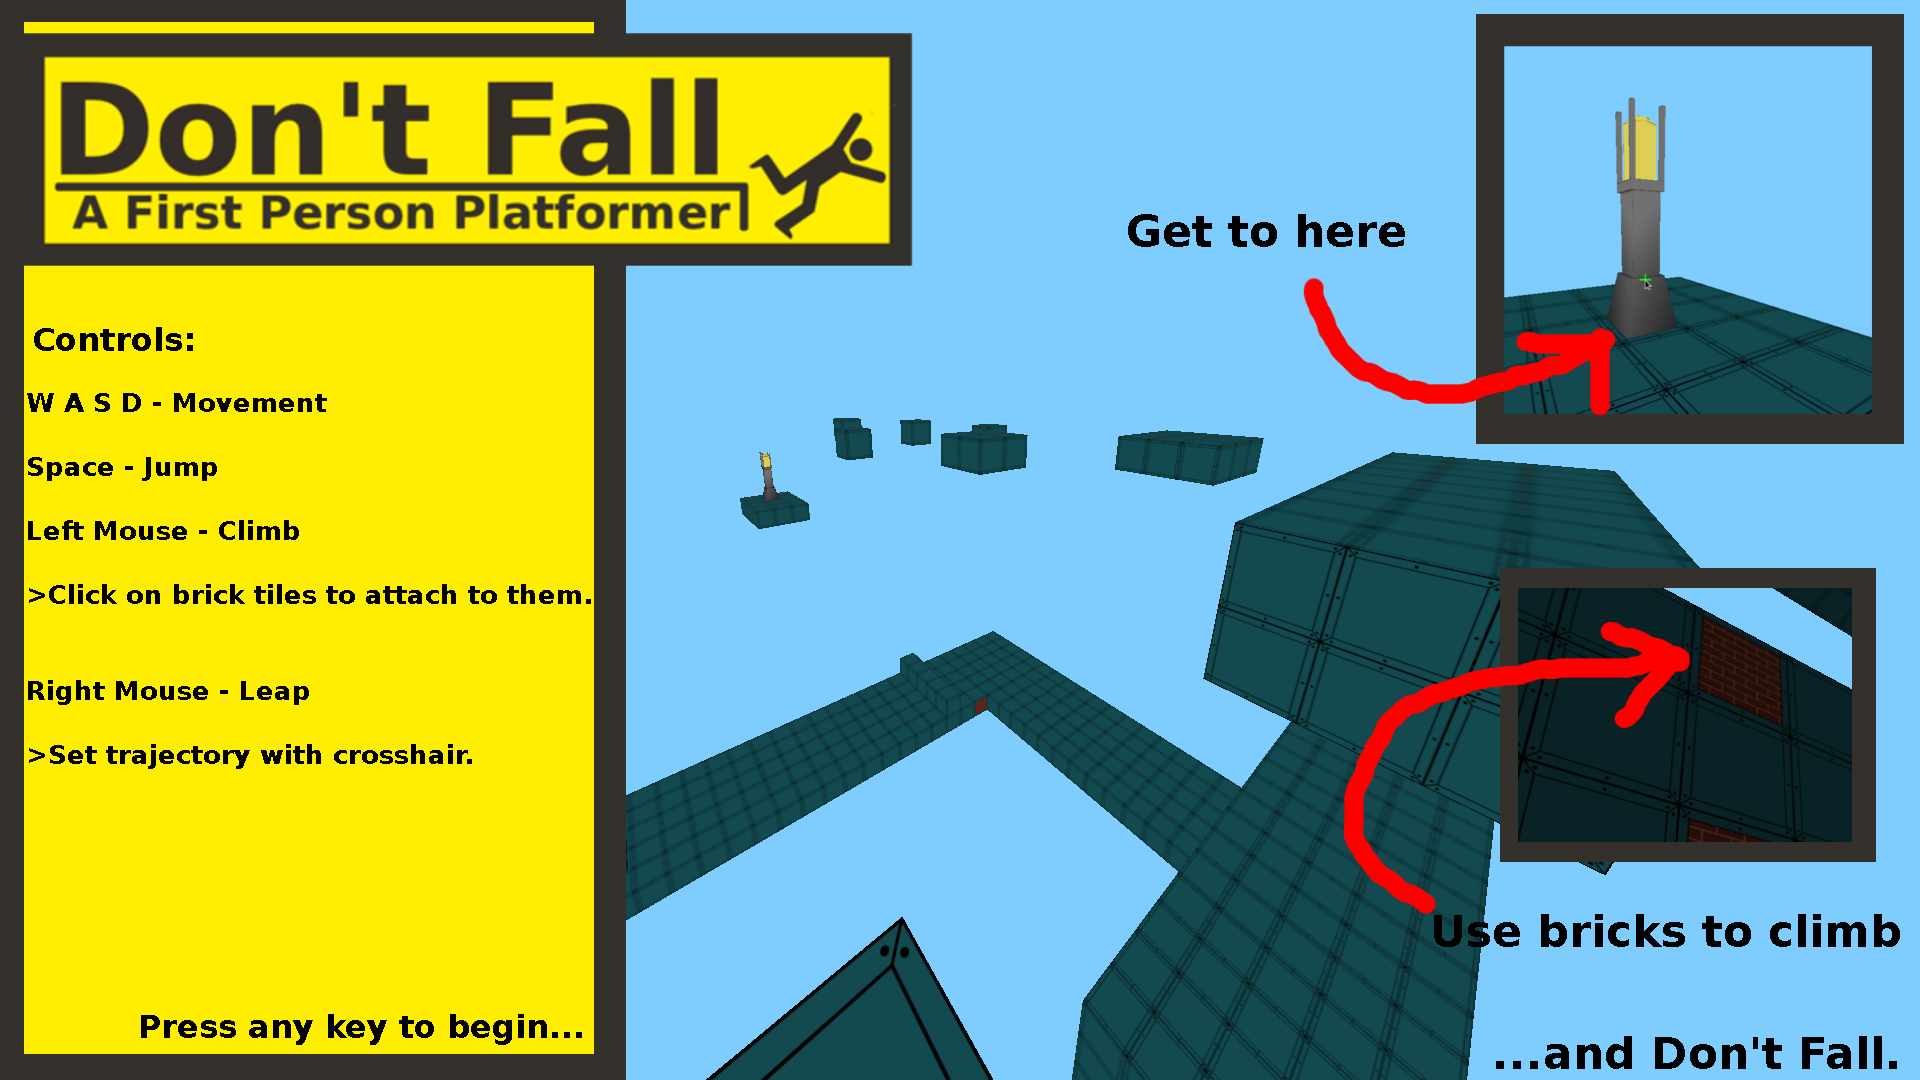 Don't Fall
A First Person Platformer
Controls:
W A S D - Movement
Space - Jump
Left Mouse - Climb
>Click on brick tiles to attach to them.
Right Mouse - Leap
>Set trajectory with crosshair.
Press any key to begin...
Get to here
Use bricks to climb
...and Don't Fall.